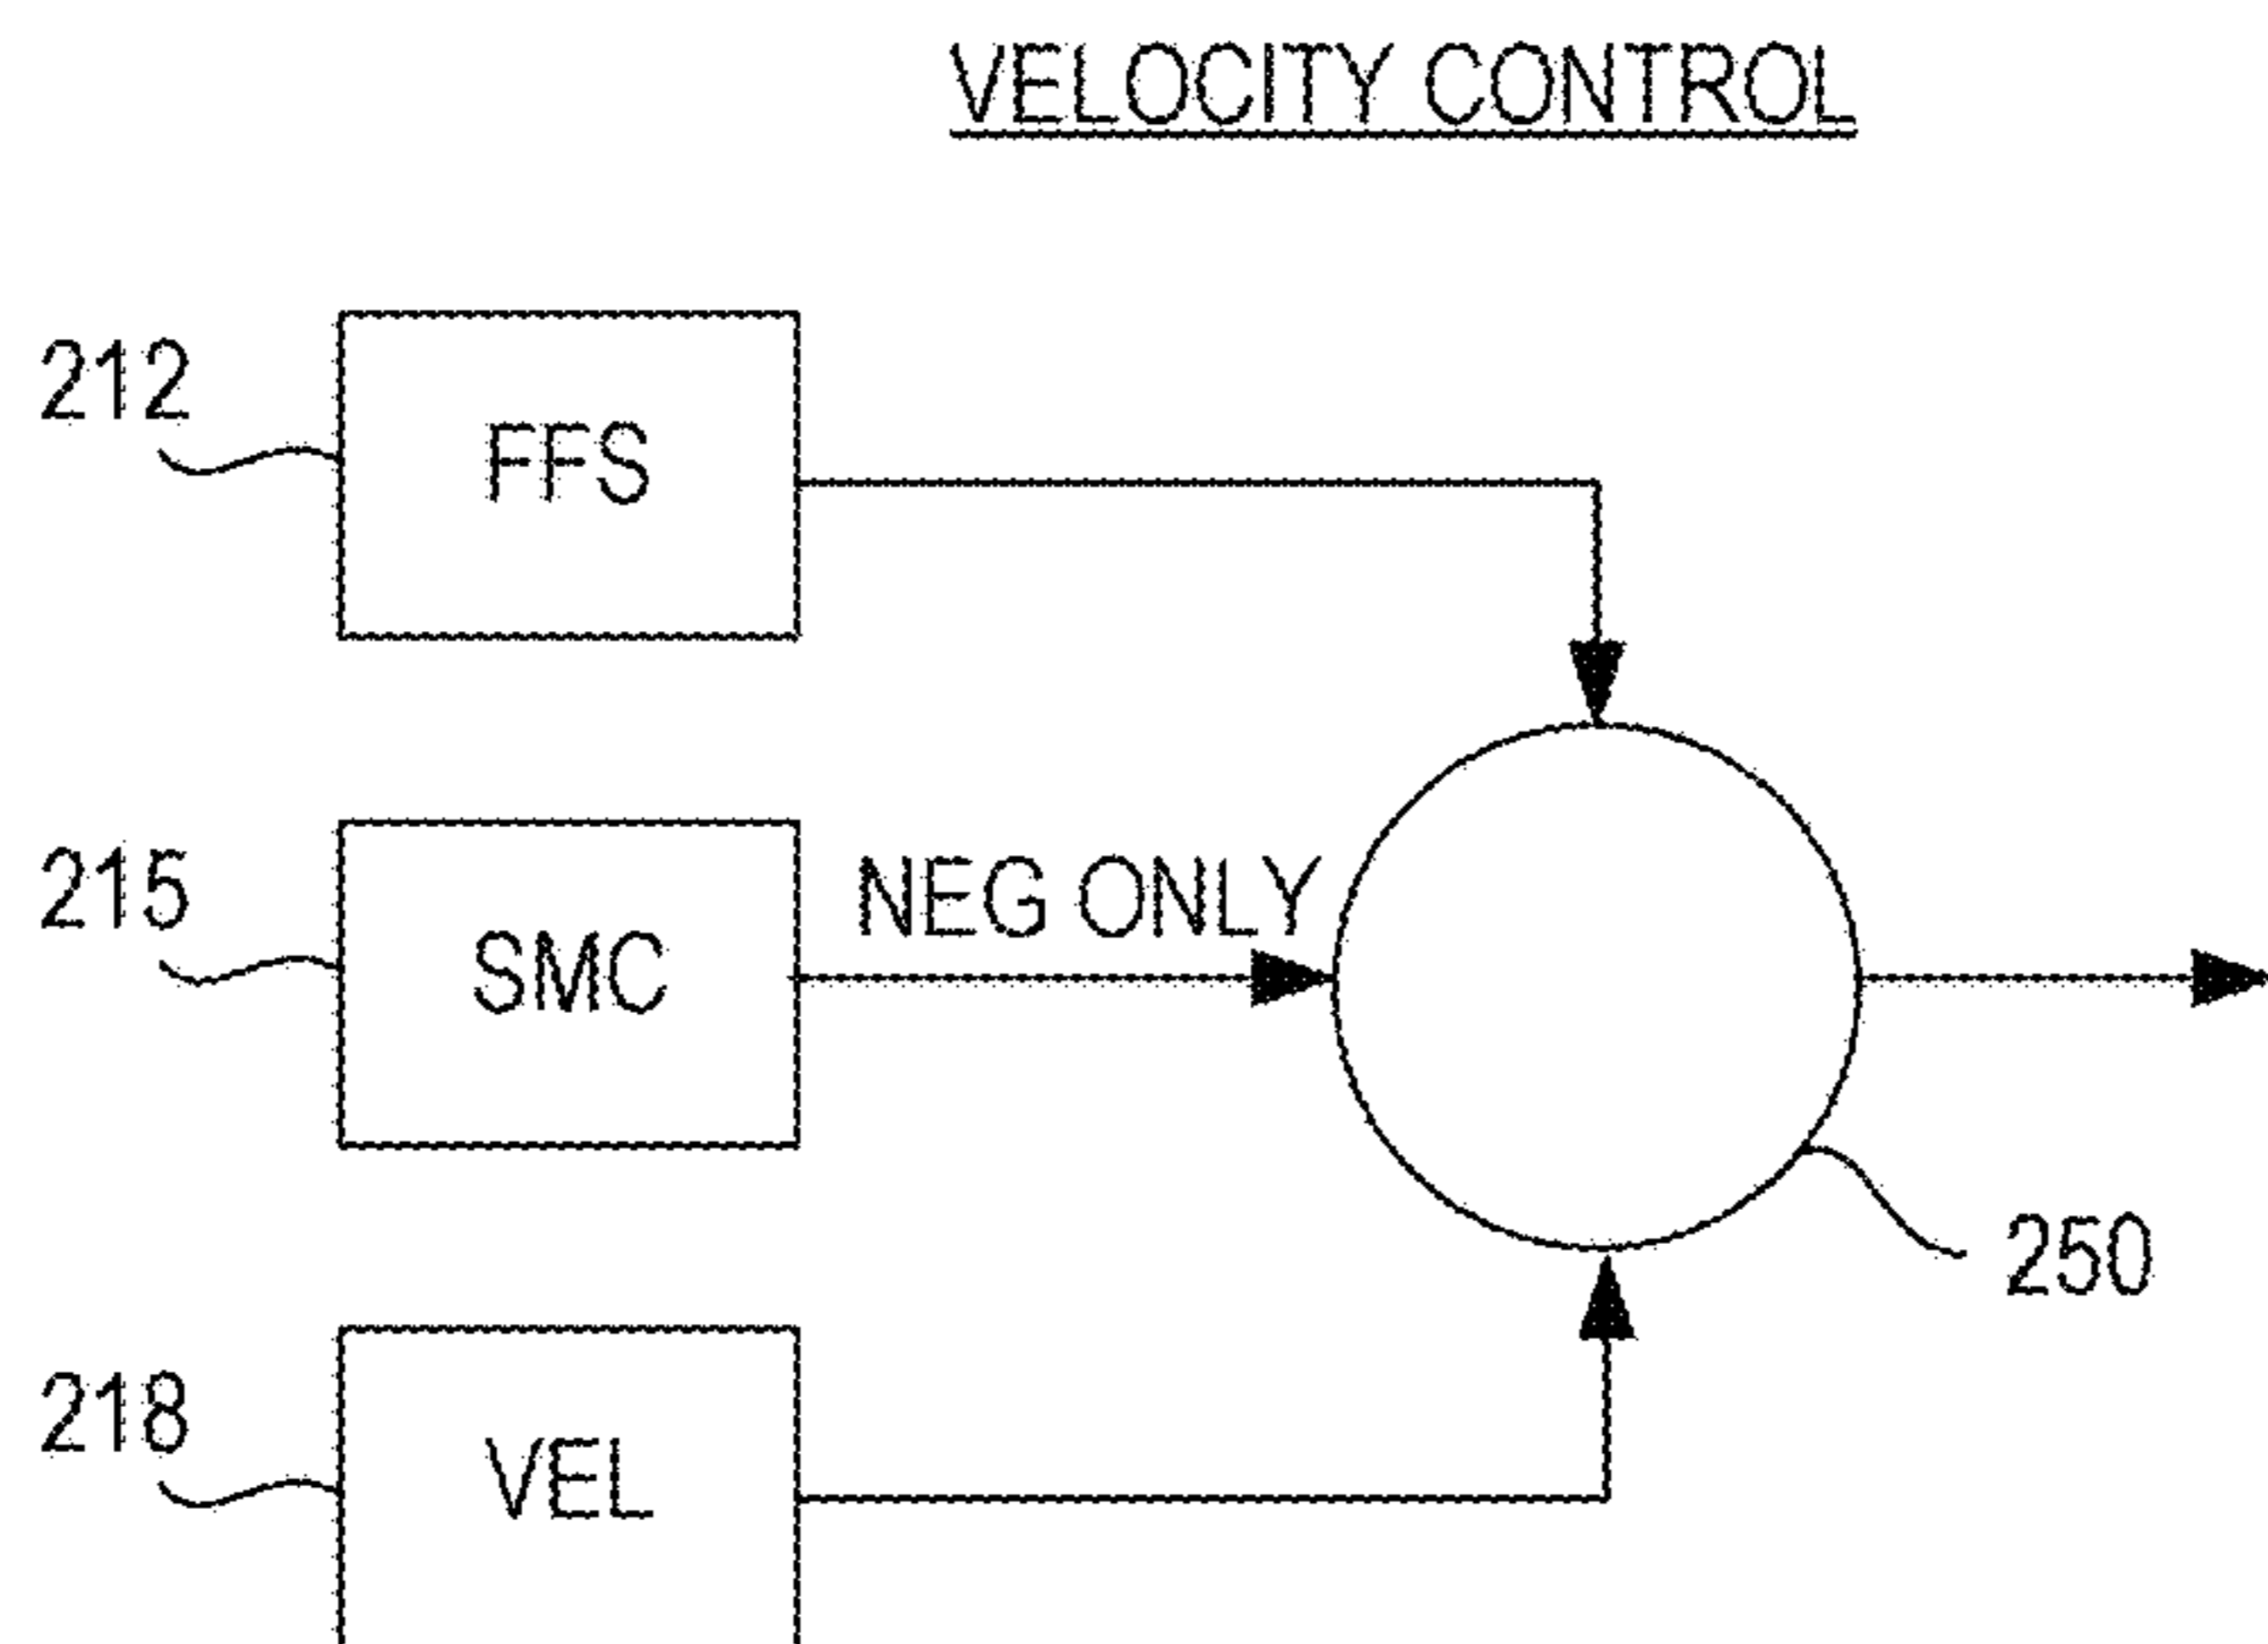 VELOCITY CONTROL
212
FFS
215
SMC
NEG ONLY
250
218
VEL